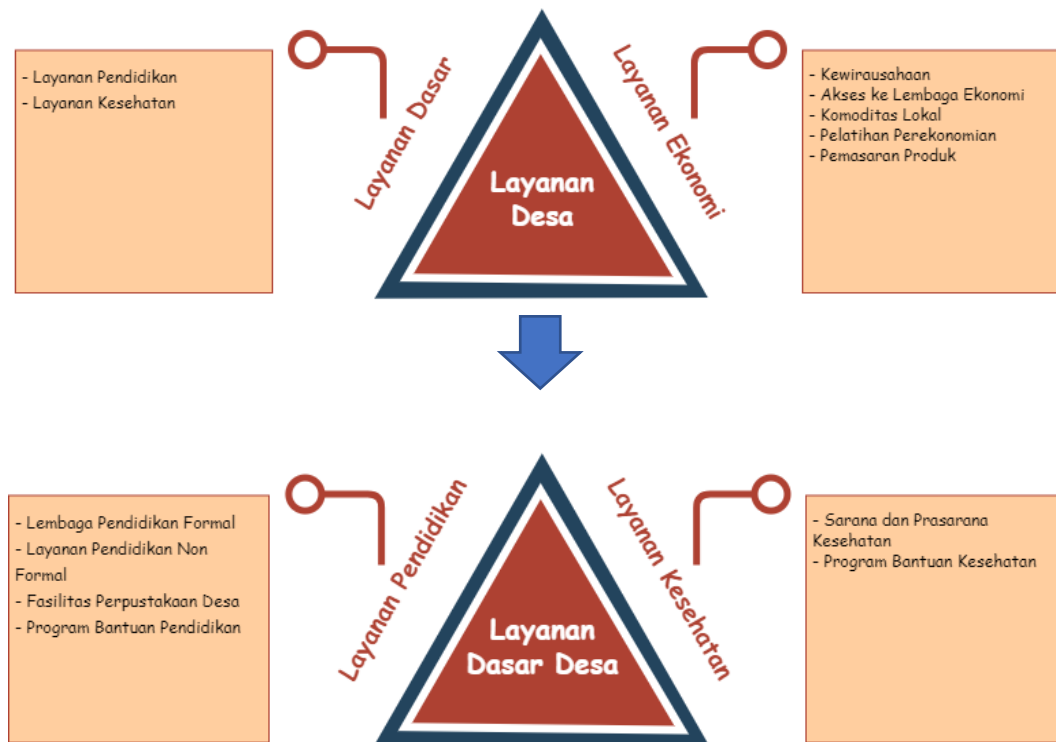 - Layanan Pendidikan
- Layanan Kesehatan
Layanan Dasar
Layanan
Desa
Layanan Ekonomi
- Kewirausahaan
- Akses ke Lembaga Ekonomi
- Komoditas Lokal
- Pelatihan Perekonomian
- Pemasaran Produk
- Lembaga Pendidikan Formal
- Layanan Pendidikan Non
Formal
- Fasilitas Perpustakaan Desa
- Program Bantuan Pendidikan
Layanan Pendidikan
Layanan
Dasar Desa
Layanan Kesehatan
- Sarana dan Prasarana
Kesehatan
- Program Bantuan Kesehatan